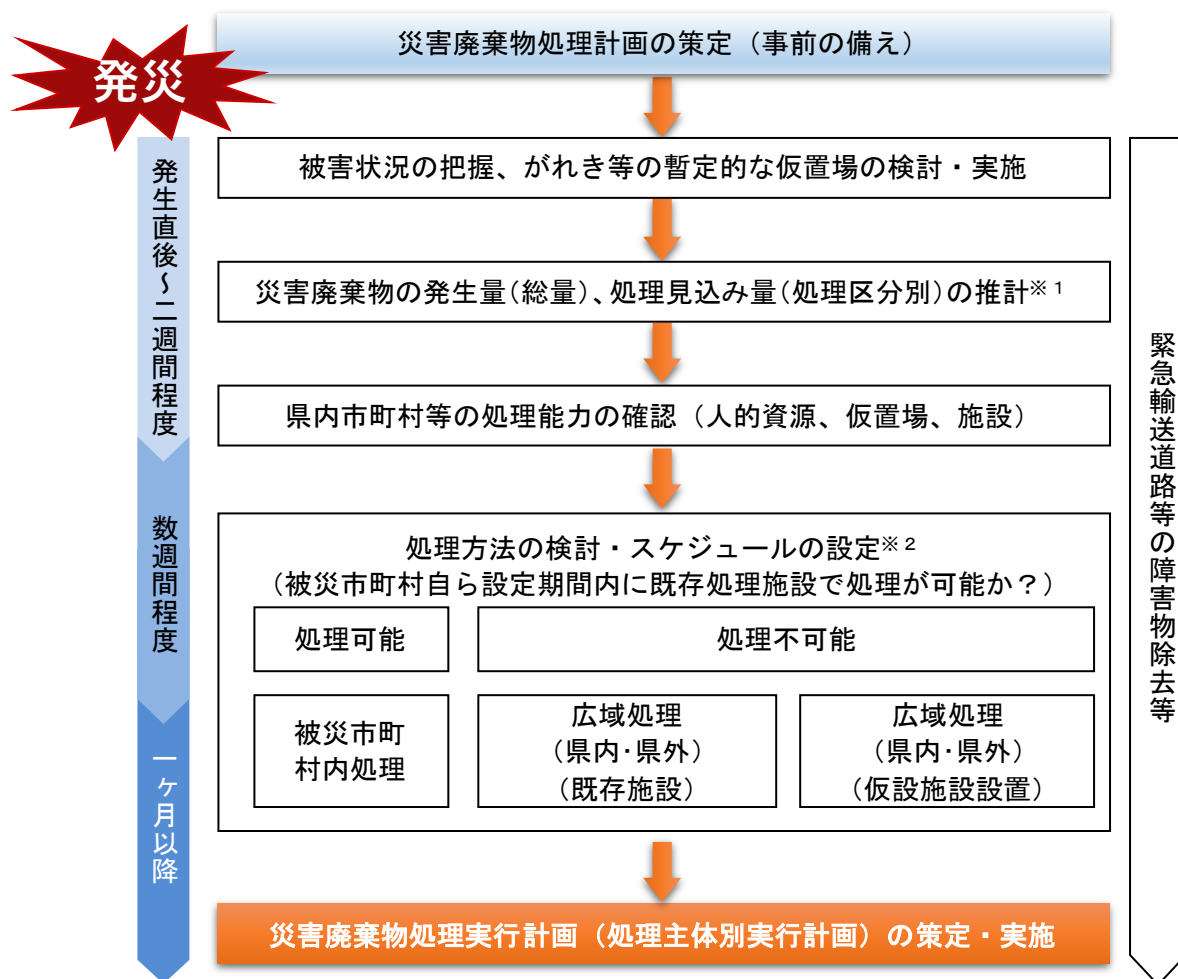 災害廃棄物処理計画の策定（事前の備え）
発災
発生直後～二週間程度
数週間程度
一ヶ月以降
被害状況の把握、がれき等の暫定的な仮置場の検討・実施
災害廃棄物の発生量（総量）、処理見込み量（処理区分別）の推計※１
県内市町村等の処理能力の確認（人的資源、仮置場、施設）
処理方法の検討・スケジュールの設定※２
（被災市町村自ら設定期間内に既存処理施設で処理が可能か？）
処理可能
処理不可能
被災市町
村内処理
広域処理
（県内・県外）
（既存施設）
広域処理
（県内・県外）
（仮設施設設置）
災害廃棄物処理実行計画（処理主体別実行計画）の策定・実施
緊急輸送道路等の障害物除去等